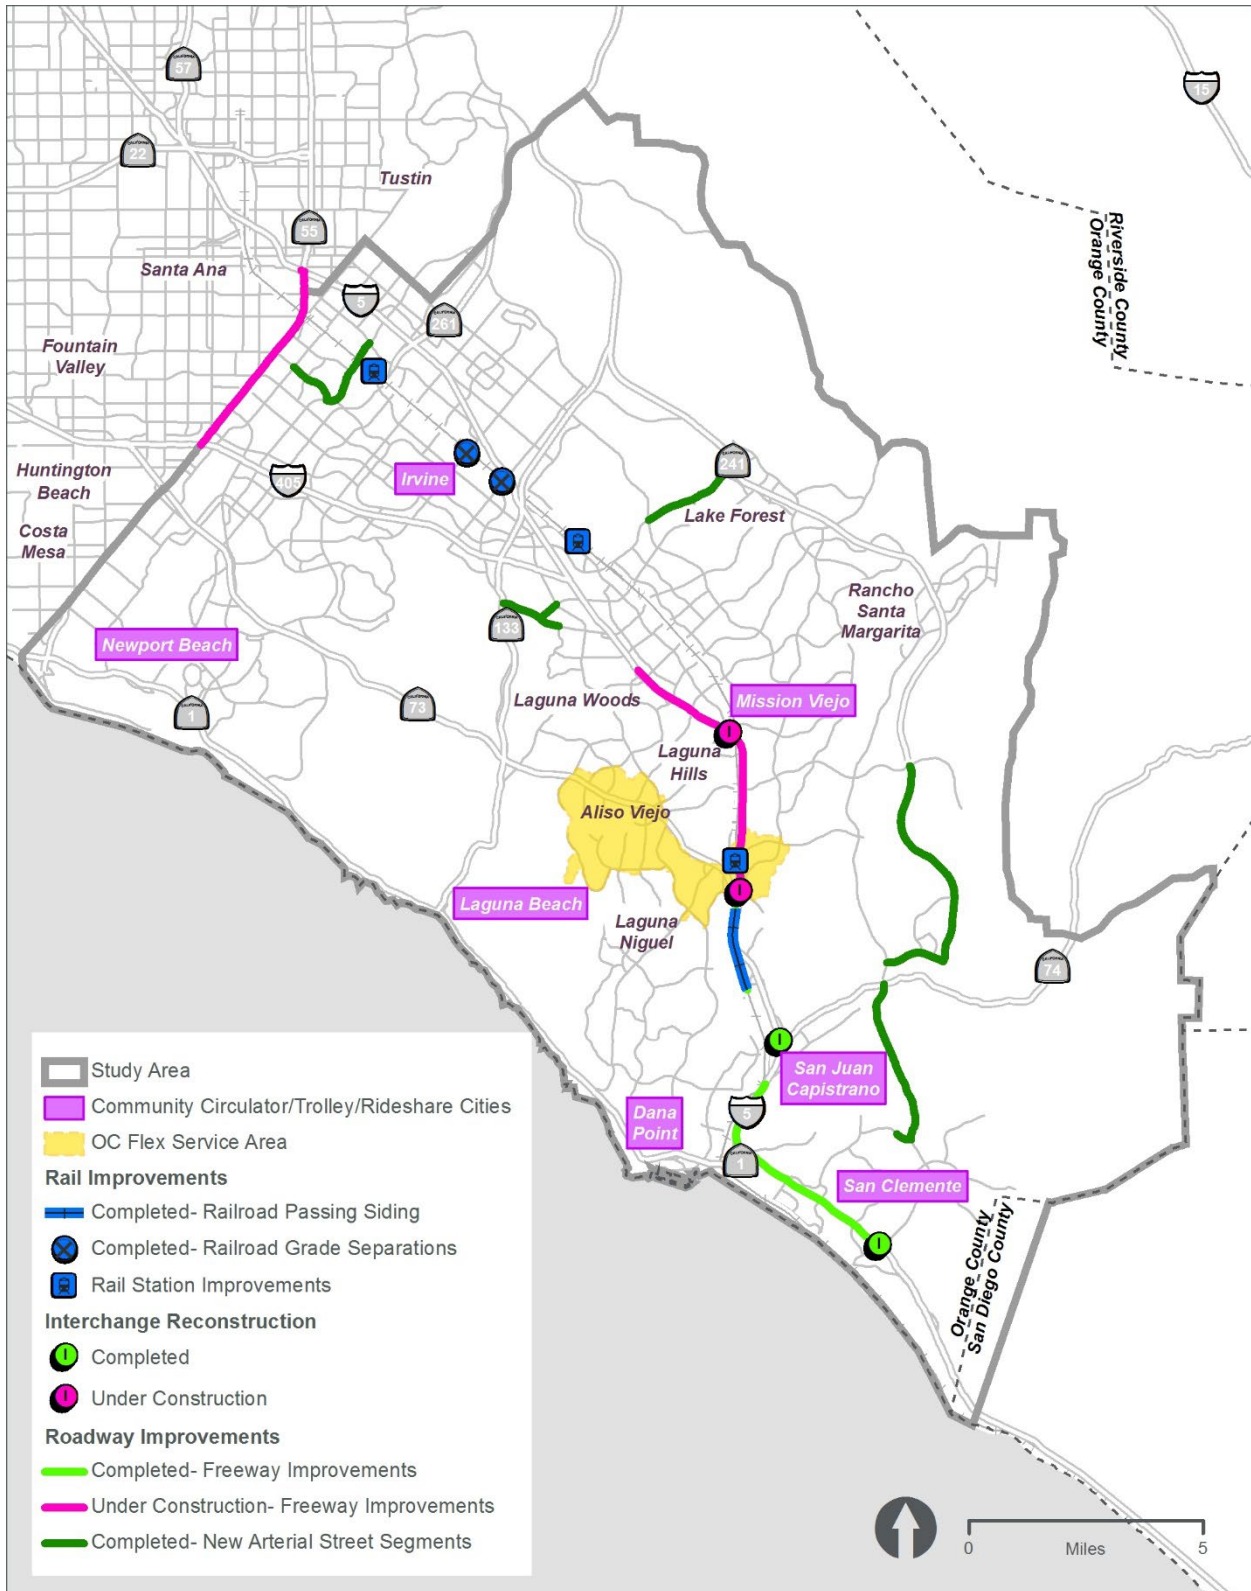 57
15
CALIFORNIA
22
Tustin
Riverside County
Orange County
55
Santa Ana
5
261
Fountain
Valley
241
Huntington
Beach
405
Irvine
Lake Forest
Costa
Mesa
Rancho
Santa
Margarita
133
Newport Beach
Laguna Woods
Mission Viejo
73
1
I
Laguna
Hills
Aliso Viejo
I
Laguna Beach
Laguna
Niguel
74
I
San Juan
Capistrano
Dana
Point
5
1
San Clemente
I
Orange County
San Diego County
Study Area
Community Circulator/Trolley/Rideshare Cities
OC Flex Service Area
Rail Improvements
Completed- Railroad Passing Siding
Completed- Railroad Grade Separations
Rail Station Improvements
Interchange Reconstruction
I Completed
I Under Construction
Roadway Improvements
Completed- Freeway Improvements
Under Construction- Freeway Improvements
Completed- New Arterial Street Segments
0 Miles 5